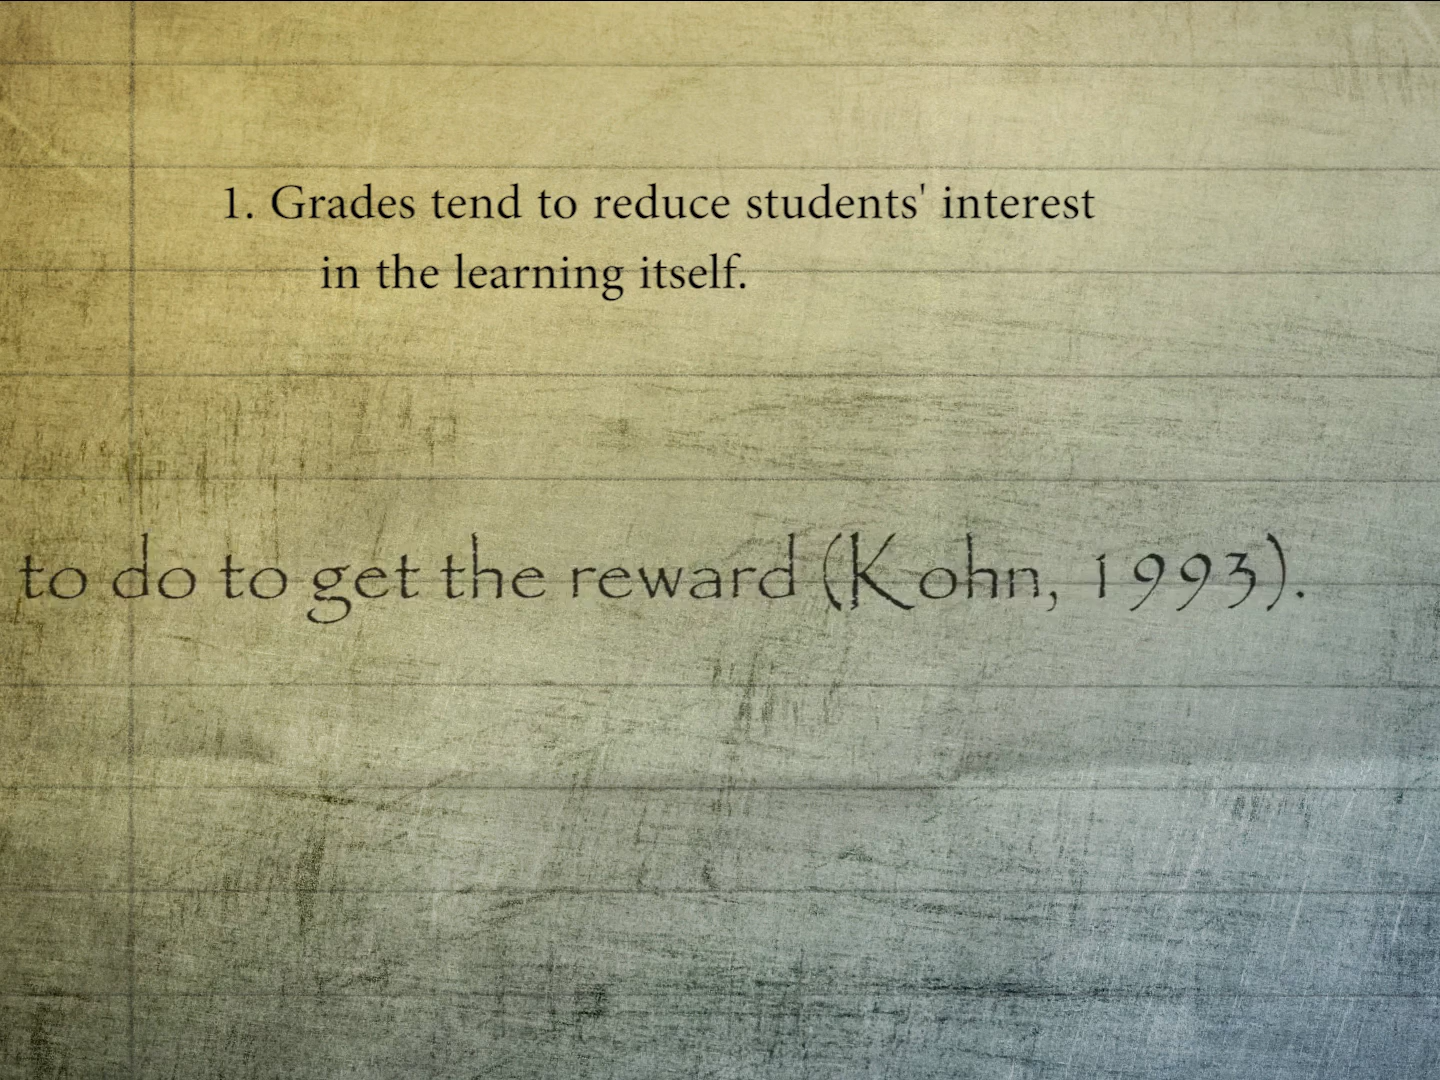 1. Grades tend to reduce students' interest
in the learning itself.
to do to get the reward (Kohn, 1993).